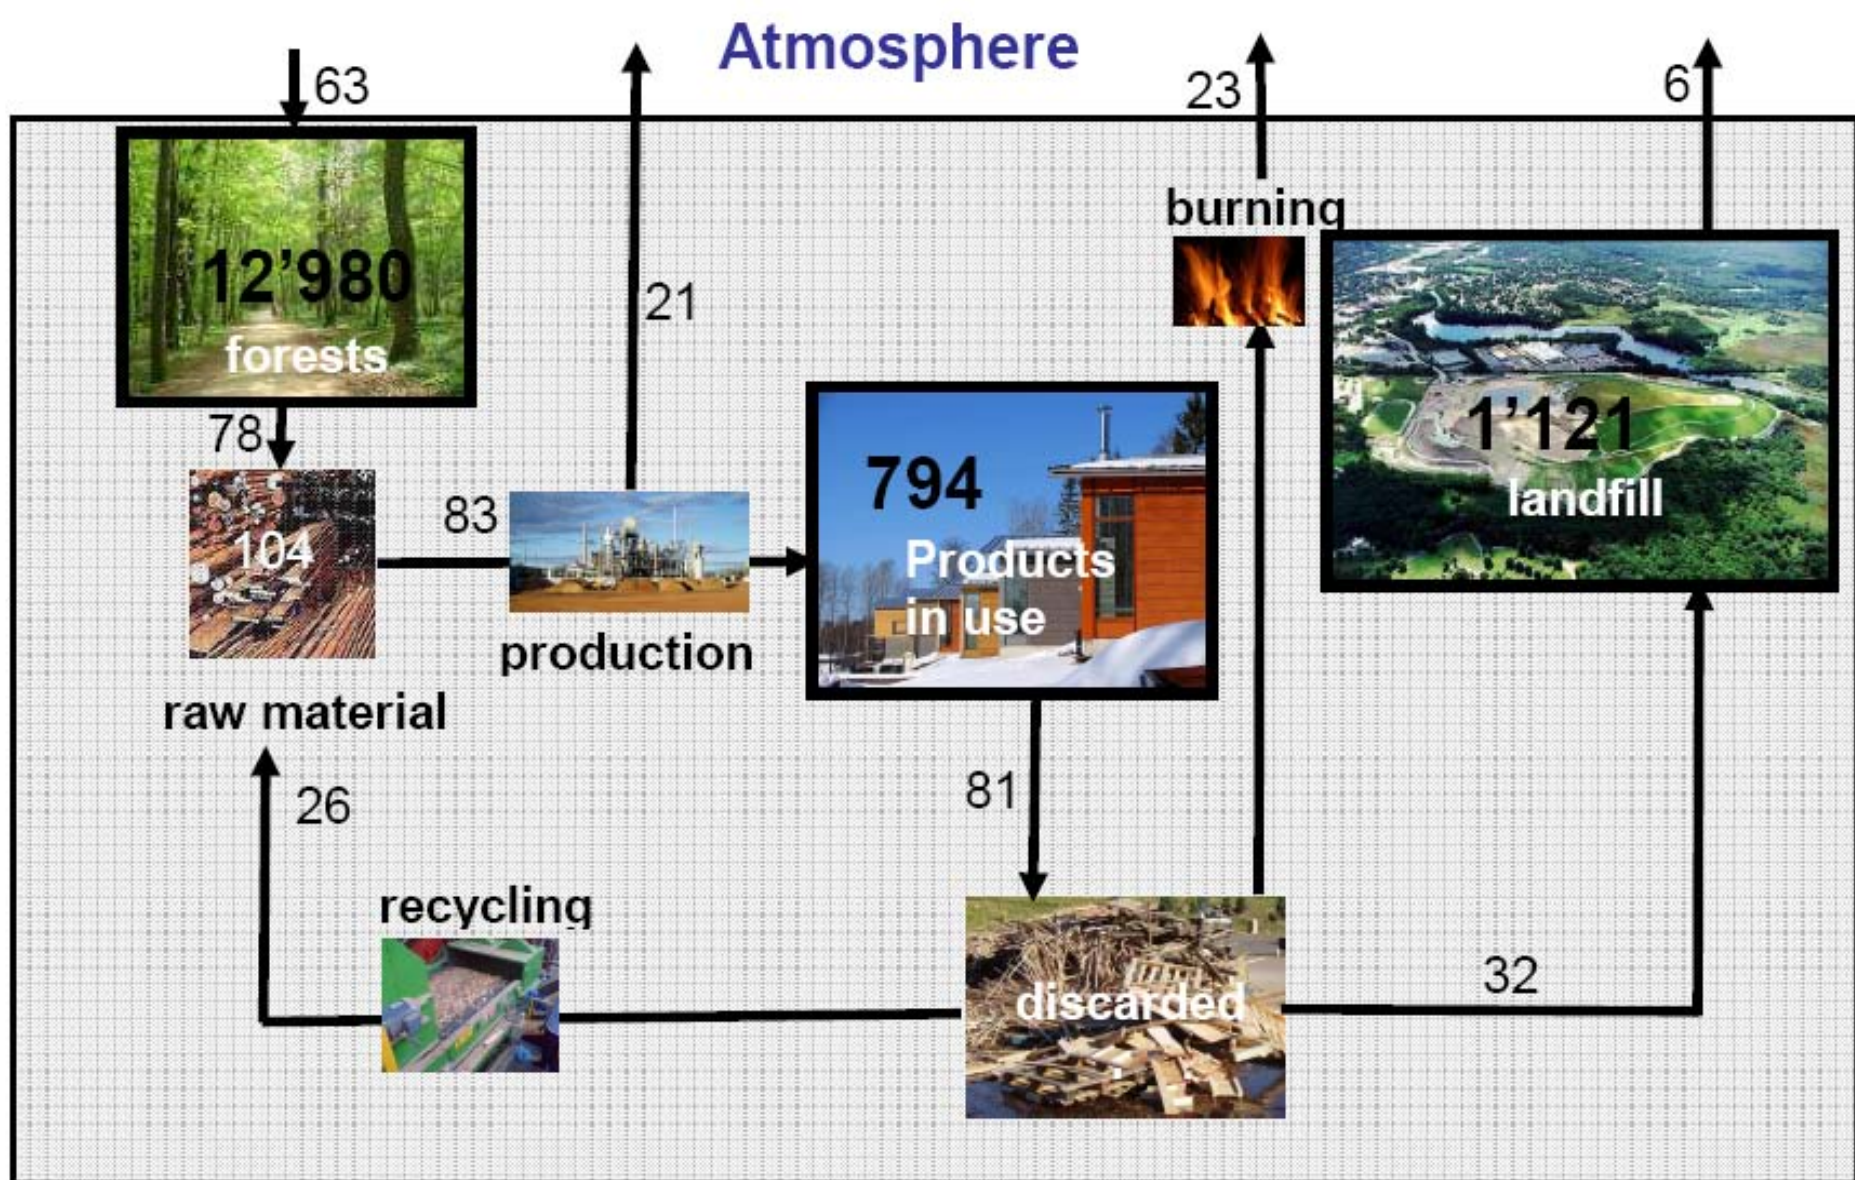 Atmosphere
63
23
6
burning
12’980
forests
21
1’121
landfill
78
104
83
794
Products
in use
production
raw material
81
26
recycling
discarded
32